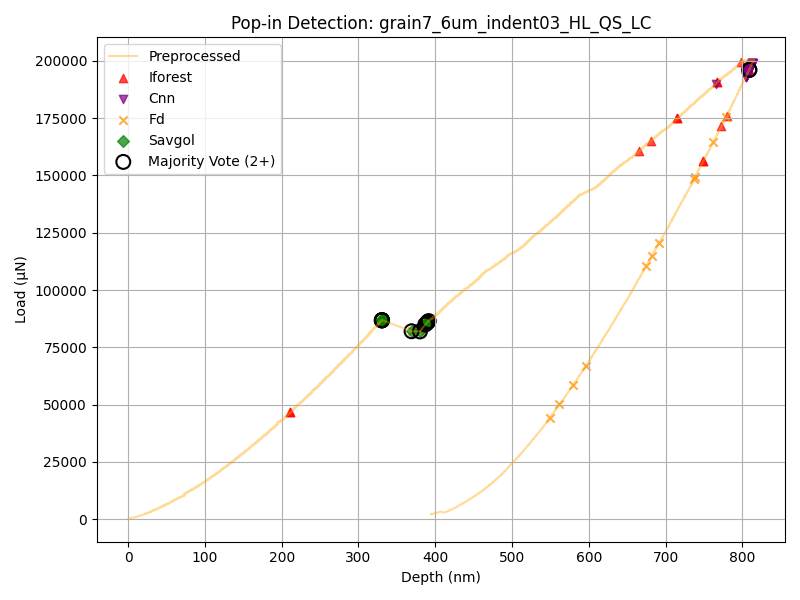 Pop-in Detection: grain7_6um_indent03_HL_QS_LC
Preprocessed
Iforest
Cnn
Fd
Savgol
Majority Vote (2+)
200000
175000
150000
125000
100000
75000
50000
25000
0
Load (µN)
0 100 200 300 400 500 600 700 800
Depth (nm)